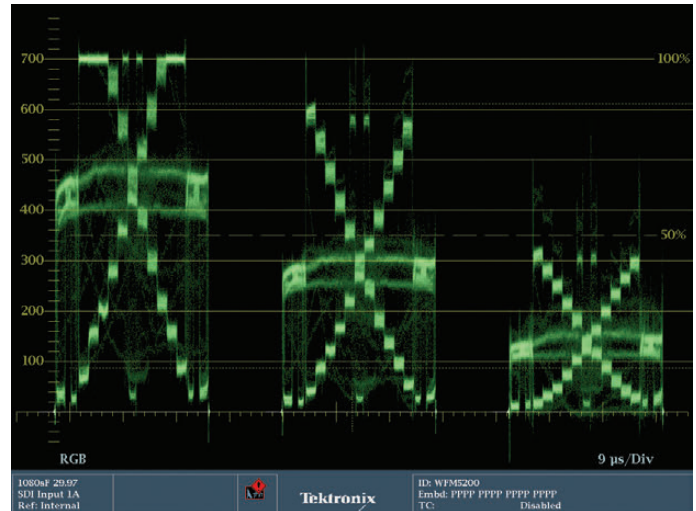 700
100%
600
500
400
50%
300
200
100
RGB
9 µs/Div
1080sF 29.97
SDI Input 1A
Ref: Internal
Tektronix
ID: WFM5200
Embd: PPPP PPPP PPPP PPPP
TC: Disabled